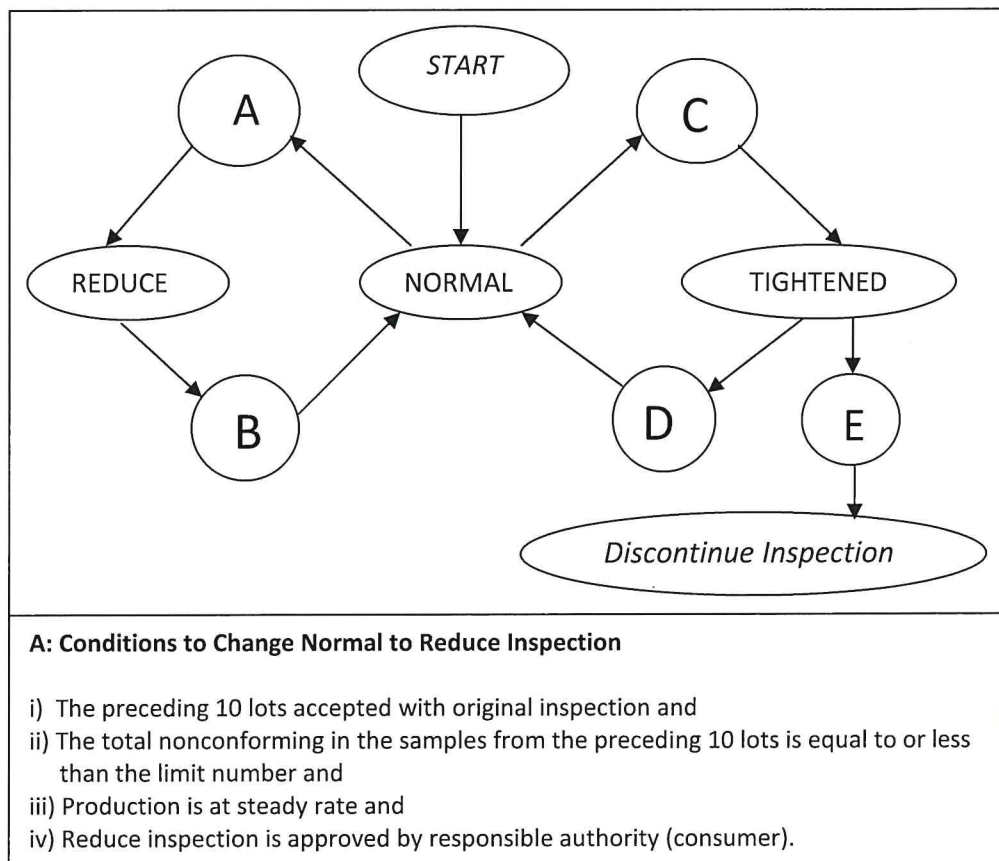 START
A
C
REDUCE
NORMAL
TIGHTENED
B
D
E
Discontinue Inspection
A: Conditions to Change Normal to Reduce Inspection
i) The preceding 10 lots accepted with original inspection and
ii) The total nonconforming in the samples from the preceding 10 lots is equal to or less
than the limit number and
iii) Production is at steady rate and
iv) Reduce inspection is approved by responsible authority (consumer).